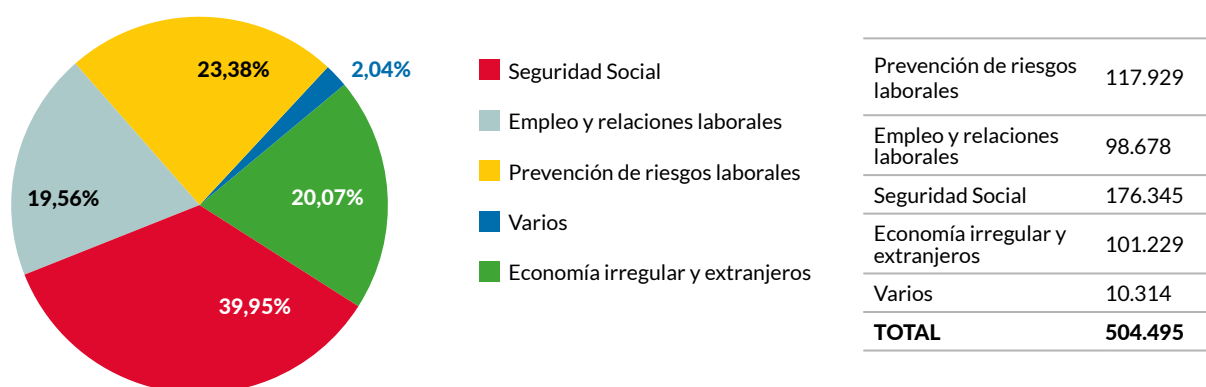 23,38%
2,04%
19,56%
20,07%
39,95%
Seguridad Social
Empleo y relaciones laborales
Prevención de riesgos laborales
Varios
Economía irregular y extranjeros
Prevención de riesgos
laborales 117.929
Empleo y relaciones
laborales 98.678
Seguridad Social 176.345
Economía irregular y
extranjeros 101.229
Varios 10.314
TOTAL 504.495